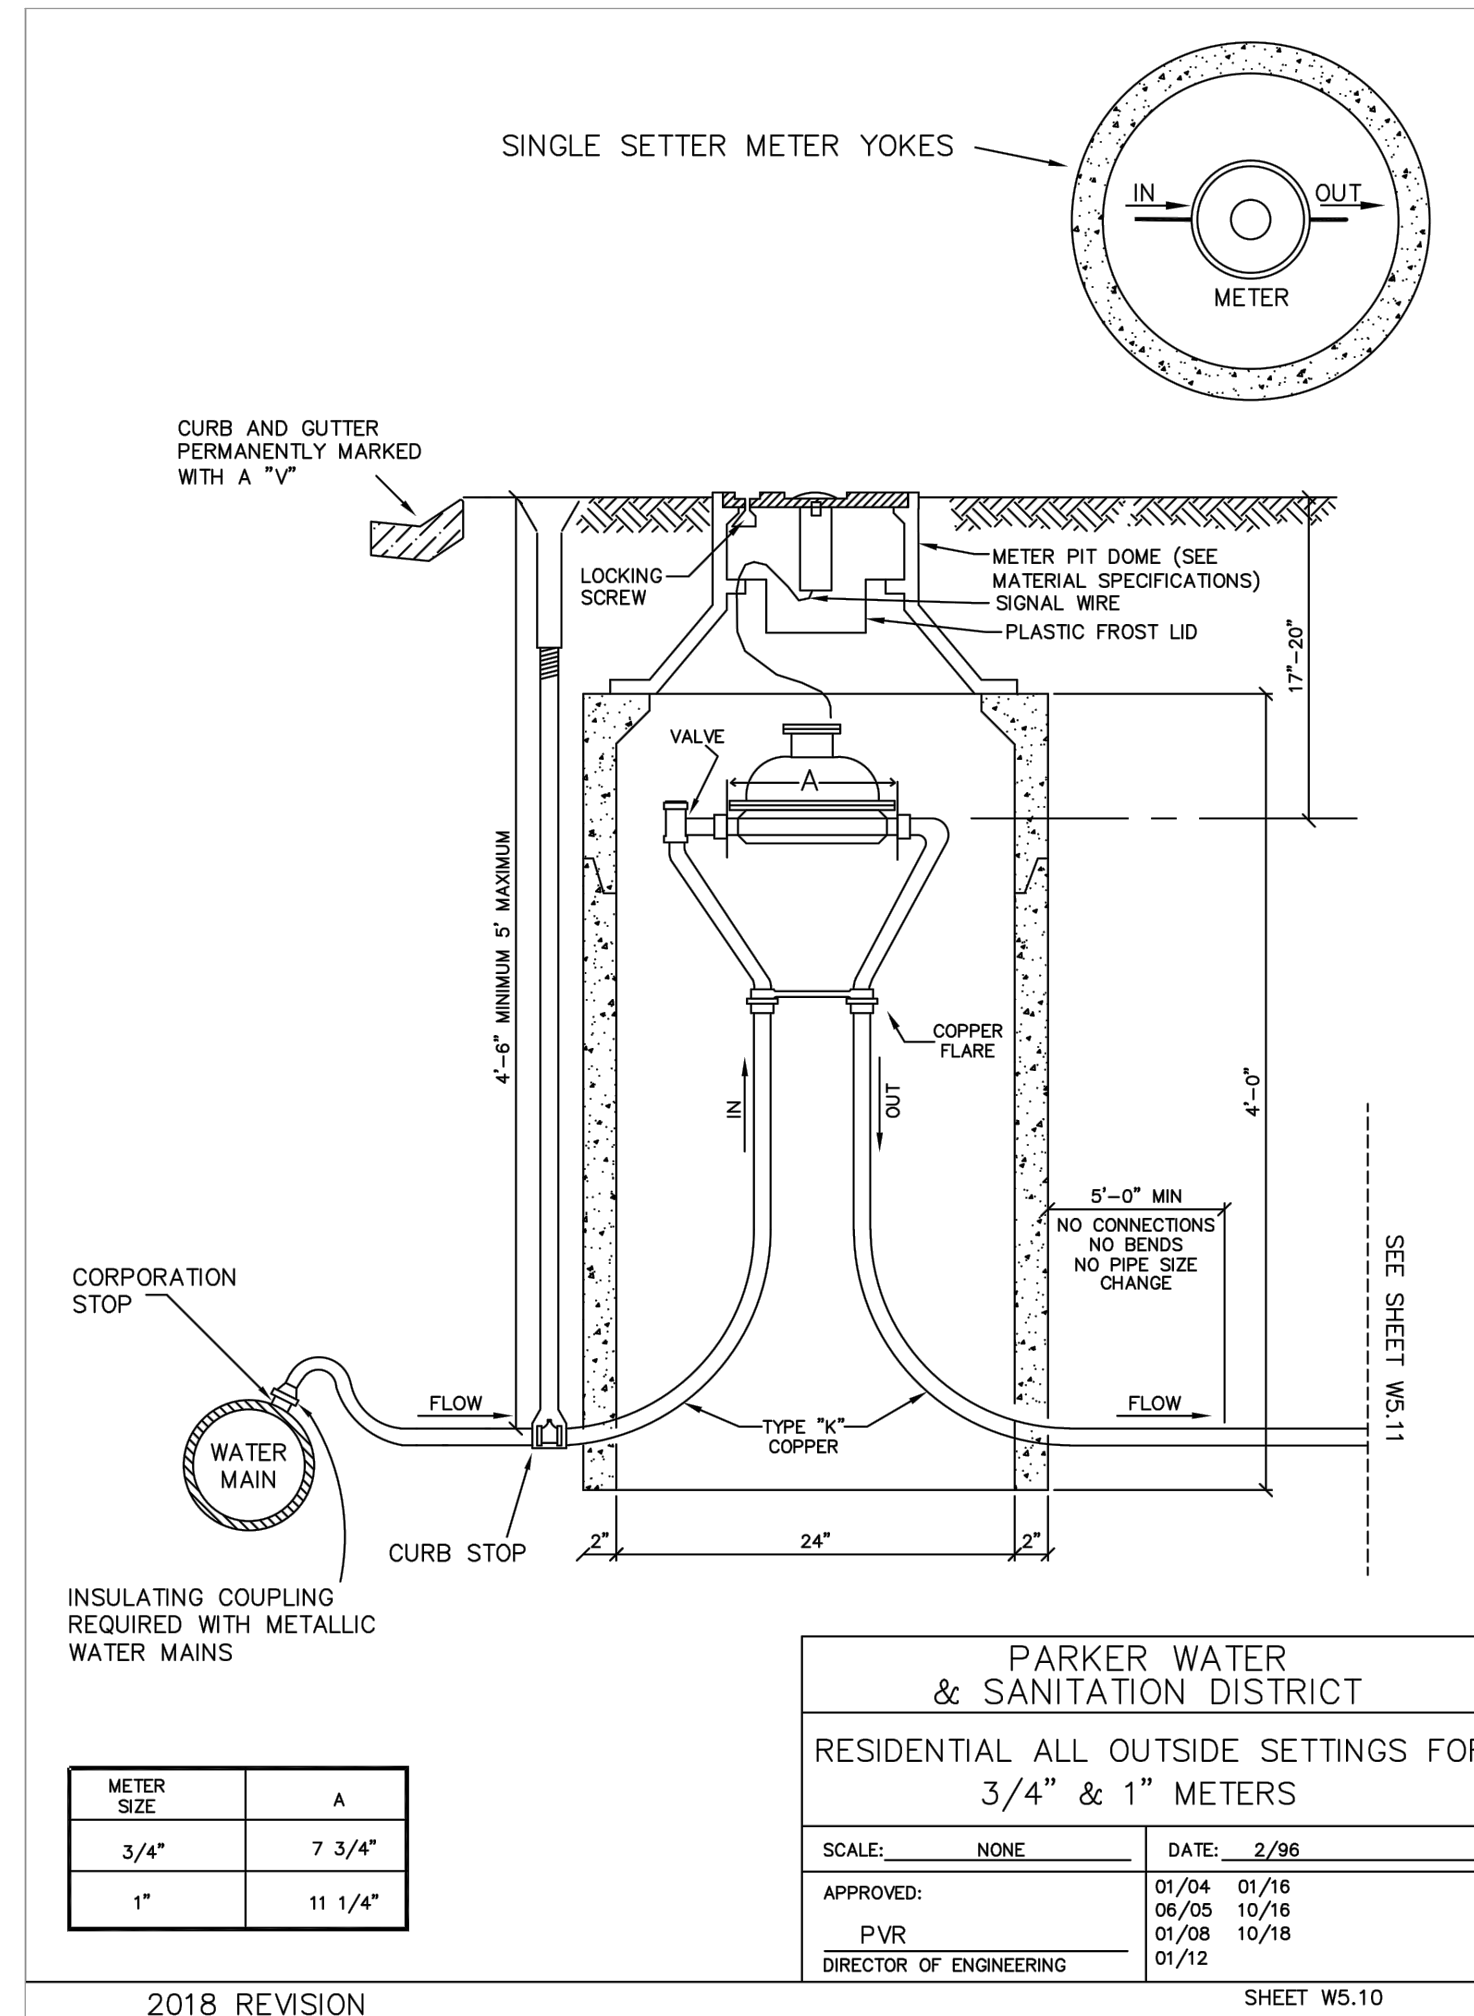 SINGLE SETTER METER YOKES
IN
OUT
METER
CURB AND GUTTER
PERMANENTLY MARKED
WITH A "V"
LOCKING
SCREW
METER PIT DOME (SEE
MATERIAL SPECIFICATIONS)
SIGNAL WIRE
PLASTIC FROST LID
17"-20"
VALVE
A
4'-6" MINIMUM 5' MAXIMUM
COPPER
FLARE
IN
OUT
4'-0"
5'-0" MIN
NO CONNECTIONS
NO BENDS
NO PIPE SIZE
CHANGE
SEE SHEET W5.11
CORPORATION
STOP
FLOW
FLOW
TYPE "K"
COPPER
WATER
MAIN
CURB STOP
2"
24"
2"
INSULATING COUPLING
REQUIRED WITH METALLIC
WATER MAINS
PARKER WATER
& SANITATION DISTRICT
RESIDENTIAL ALL OUTSIDE SETTINGS FOR
3/4" & 1" METERS
METER
SIZE
A
3/4"
7 3/4"
1"
11 1/4"
SCALE: NONE
DATE: 2/96
APPROVED:
PVR
DIRECTOR OF ENGINEERING
01/04 01/16
06/05 10/16
01/08 10/18
01/12
2018 REVISION
SHEET W5.10